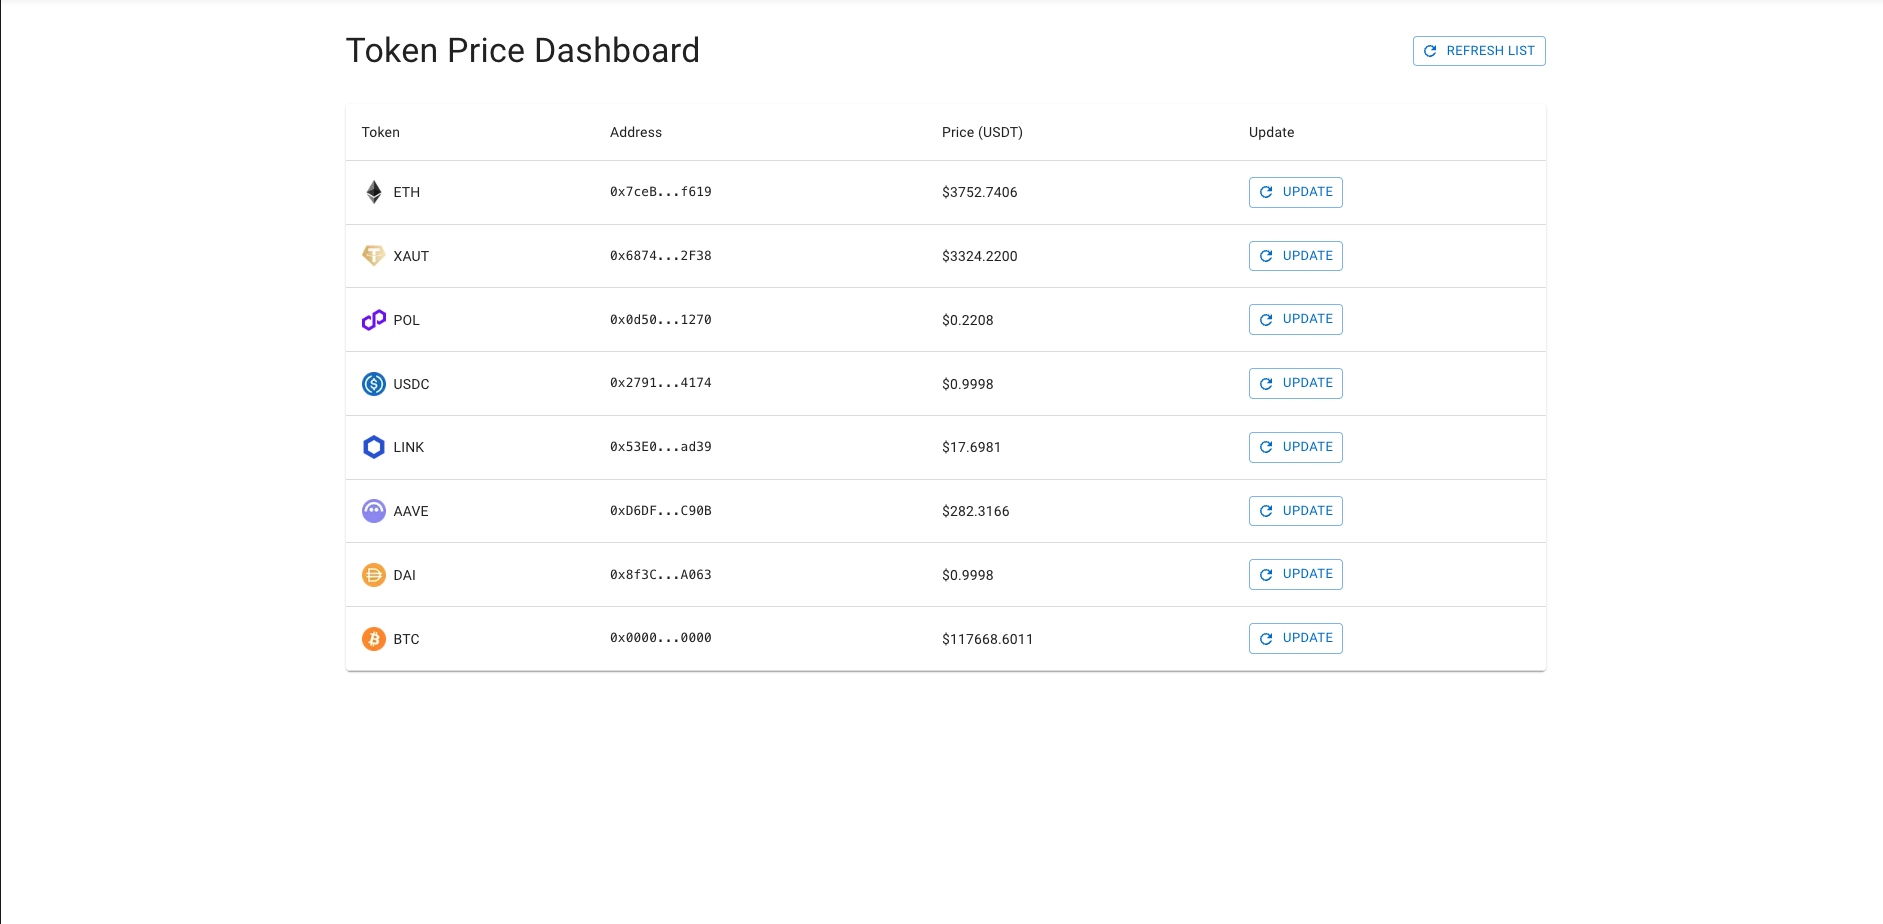 Token Price Dashboard
REFRESH LIST
Token Address Price (USDT) Update
ETH 0x7ceB...f619 $3752.7406 UPDATE
XAUT 0x6874...2F38 $3324.2200 UPDATE
POL 0x0d50...1270 $0.2208 UPDATE
USDC 0x2791...4174 $0.9998 UPDATE
LINK 0x53E0...ad39 $17.6981 UPDATE
AAVE 0xD6DF...C90B $282.3166 UPDATE
DAI 0x8f3C...A063 $0.9998 UPDATE
BTC 0x0000...0000 $117668.6011 UPDATE